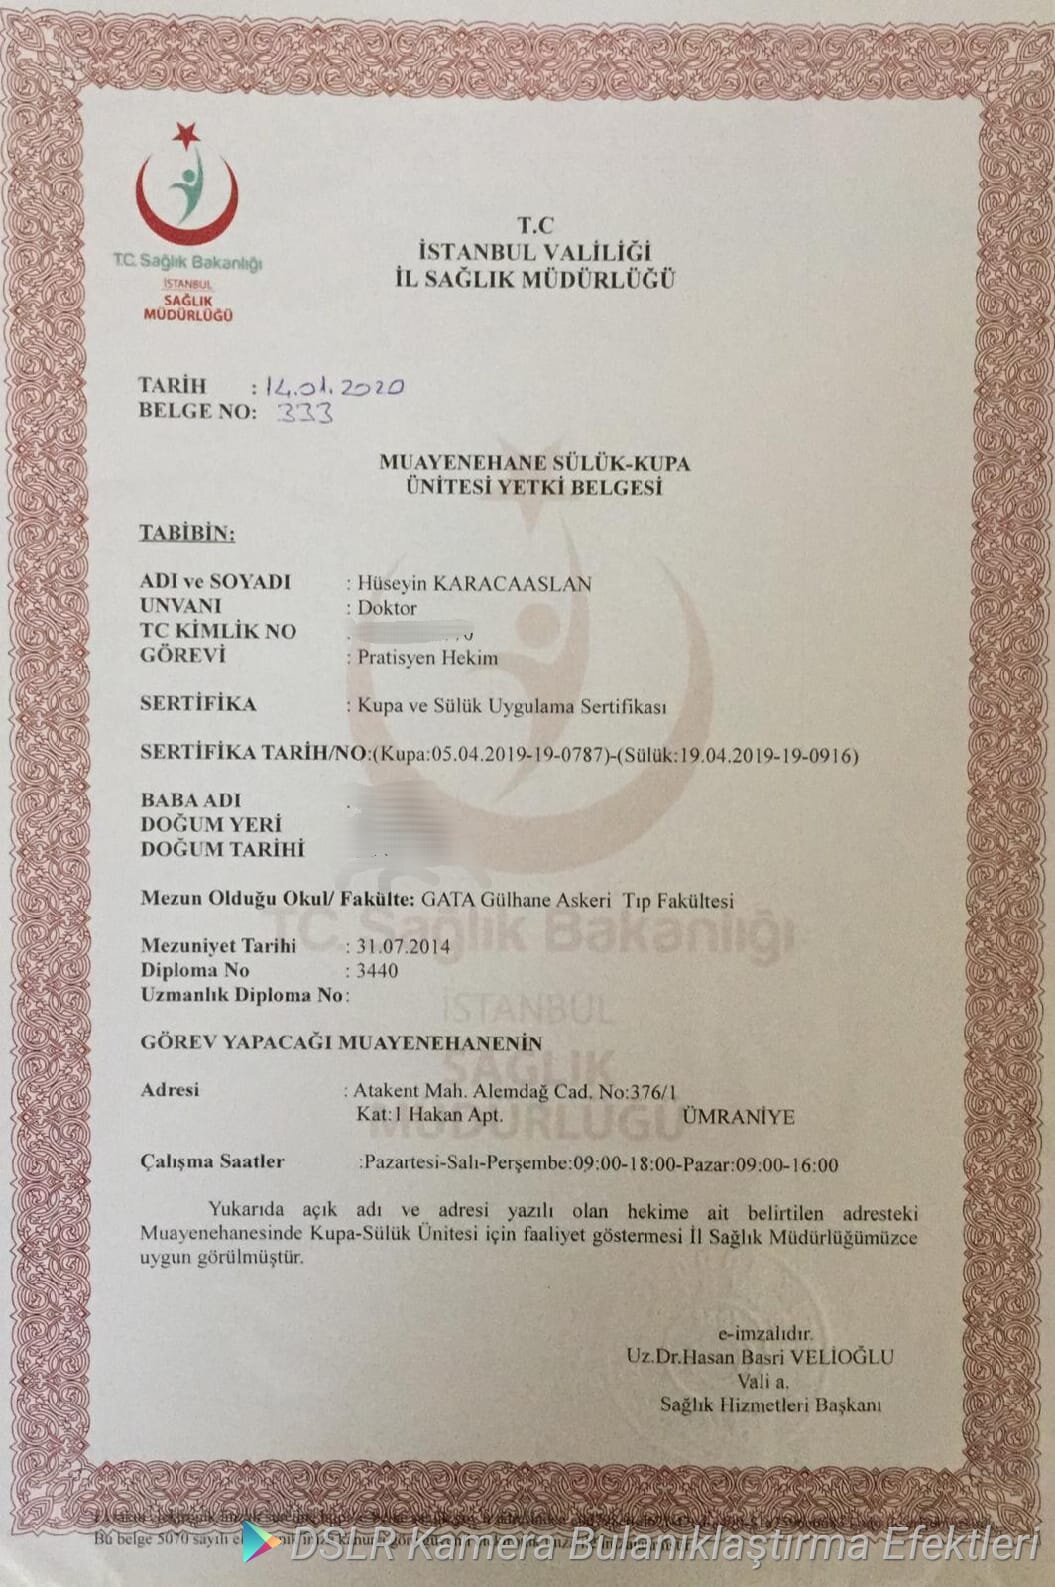 T.C. Sağlık Bakanlığı
İSTANBUL
SAĞLIK
MÜDÜRLÜĞÜ
T.C
İSTANBUL VALİLİĞİ
İL SAĞLIK MÜDÜRLÜĞÜ
TARİH : 14.01.2020
BELGE NO: 333
MUAYENEHANE SÜLÜK-KUPA
ÜNİTESİ YETKİ BELGESİ
TABİBİN:
ADI ve SOYADI : Hüseyin KARACAASLAN
UNVANI : Doktor
TC KİMLİK NO
GÖREVİ : Pratisyen Hekim
SERTİFİKA : Kupa ve Sülük Uygulama Sertifikası
SERTİFİKA TARİH/NO:(Kupa:05.04.2019-19-0787)-(Sülük:19.04.2019-19-0916)
BABA ADI
DOĞUM YERİ
DOĞUM TARİHİ
Mezun Olduğu Okul/ Fakülte: GATA Gülhane Askeri Tıp Fakültesi
TC Sağlık Bakanlığı
Mezuniyet Tarihi : 31.07.2014
Diploma No : 3440
Uzmanlık Diploma No:
İSTANBUL
GÖREV YAPACAĞI MUAYENEHANENİN
SAĞLIK
Adresi : Atakent Mah. Alemdağ Cad. No:376/1
Kat:1 Hakan Apt. ÜMRANİYE
MÜDÜRLÜĞÜ
Çalışma Saatler :Pazartesi-Salı-Perşembe:09:00-18:00-Pazar:09:00-16:00
Yukarıda açık adı ve adresi yazılı olan hekime ait belirtilen adresteki
Muayenehanesinde Kupa-Sülük Ünitesi için faaliyet göstermesi İl Sağlık Müdürlüğümüzce
uygun görülmüştür.
e-imzalıdır.
Uz.Dr.Hasan Basri VELİOĞLU
Vali a.
Sağlık Hizmetleri Başkanı
Bu belge 5070 sayılı
DSLR Kamera Bulanıklaştırma Efektleri